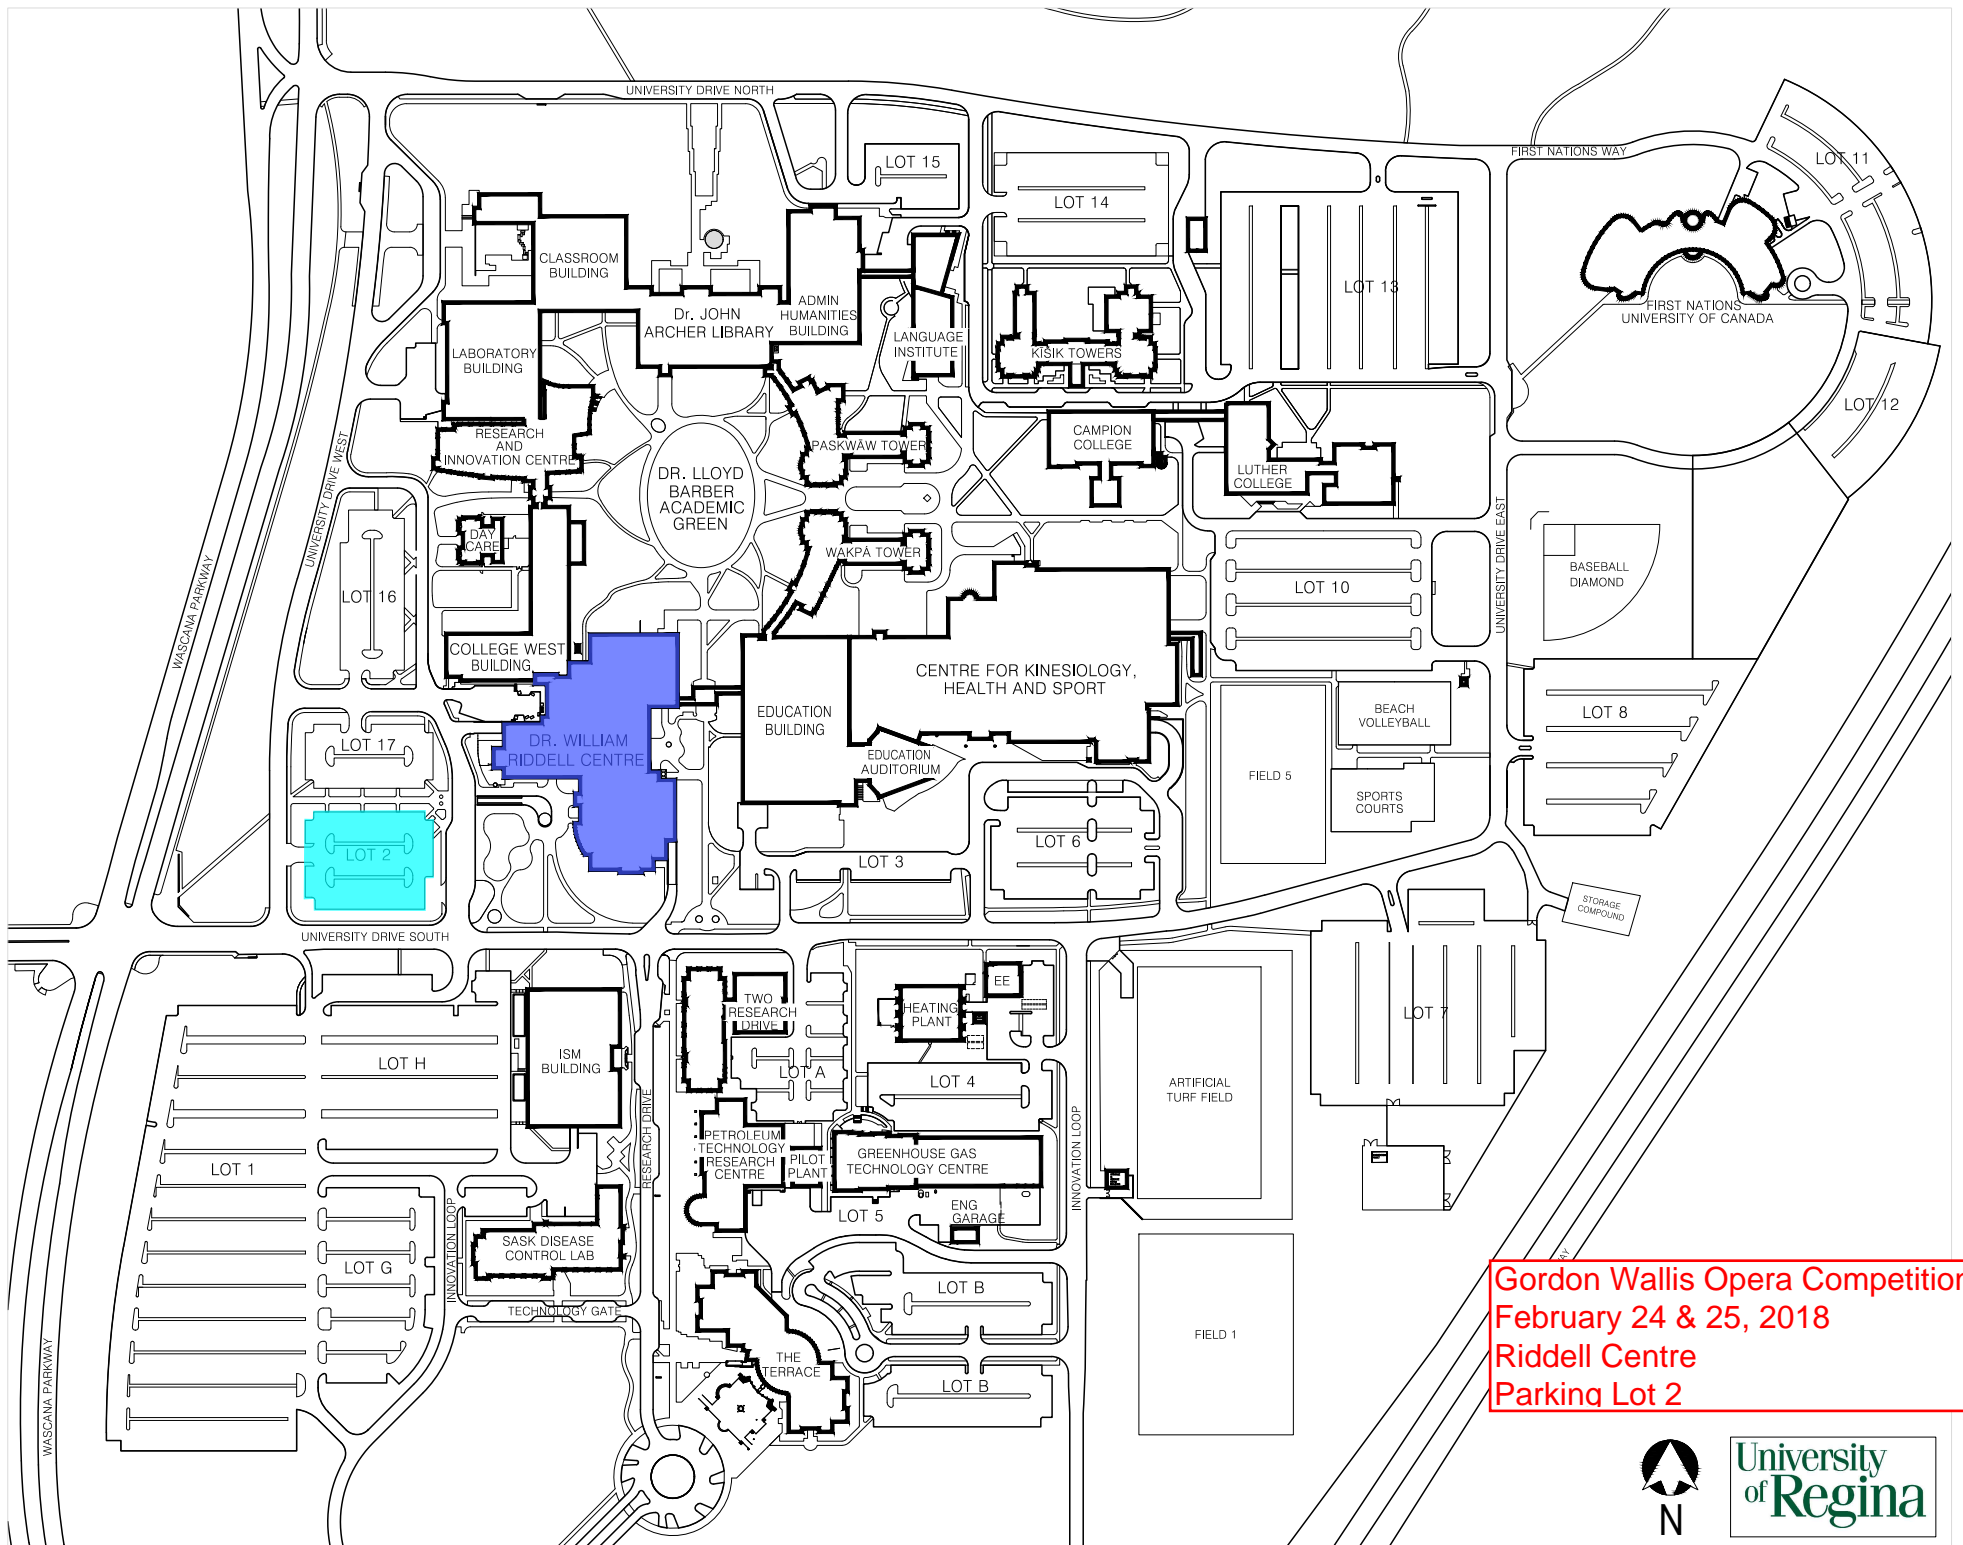 UNIVERSITY DRIVE NORTH
FIRST NATIONS WAY
LOT 11
LOT 15
LOT 14
CLASSROOM
BUILDING
LOT 13
ADMIN
HUMANITIES
BUILDING
Dr. JOHN
ARCHER LIBRARY
FIRST NATIONS
UNIVERSITY OF CANADA
LANGUAGE
INSTITUTE
KĪSIK TOWERS
LABORATORY
BUILDING
LOT 12
RESEARCH
AND
INNOVATION CENTRE
PASKWĀW TOWER
CAMPION
COLLEGE
LUTHER
COLLEGE
DR. LLOYD
BARBER
ACADEMIC
GREEN
UNIVERSITY DRIVE WEST
UNIVERSITY DRIVE EAST
DAY
CARE
WAKPĀ TOWER
BASEBALL
DIAMOND
LOT 16
LOT 10
WASCANA PARKWAY
COLLEGE WEST
BUILDING
CENTRE FOR KINESIOLOGY,
HEALTH AND SPORT
EDUCATION
BUILDING
BEACH
VOLLEYBALL
LOT 8
LOT 17
DR. WILLIAM
RIDDELL CENTRE
EDUCATION
AUDITORIUM
FIELD 5
SPORTS
COURTS
LOT 2
LOT 3
LOT 6
STORAGE
COMPOUND
UNIVERSITY DRIVE SOUTH
TWO
RESEARCH
DRIVE
EE
HEATING
PLANT
LOT 7
ISM
BUILDING
LOT H
LOT A
LOT 4
ARTIFICIAL
TURF FIELD
RESEARCH DRIVE
INNOVATION LOOP
PETROLEUM
TECHNOLOGY
RESEARCH
CENTRE
PILOT
PLANT
GREENHOUSE GAS
TECHNOLOGY CENTRE
LOT 1
LOT 5
ENG
GARAGE
INNOVATION LOOP
SASK DISEASE
CONTROL LAB
LOT G
LOT B
TECHNOLOGY GATE
FIELD 1
THE
TERRACE
LOT B
WASCANA PARKWAY
AY
Gordon Wallis Opera Competition
February 24 & 25, 2018
Riddell Centre
Parking Lot 2
N
University
of Regina